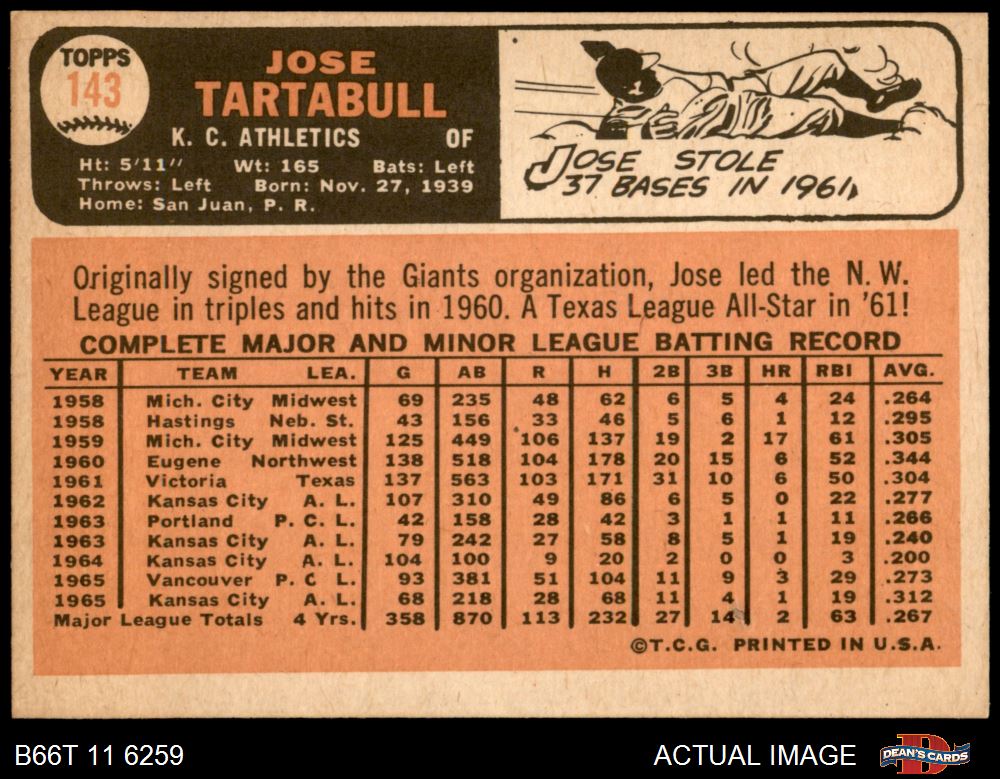 TOPPS
143
JOSE
TARTABULL
K. C. ATHLETICS OF
Ht: 5'11" Wt: 165 Bats: Left
Throws: Left Born: Nov. 27, 1939
Home: San Juan, P. R.
JOSE STOLE
37 BASES IN 1961,
Originally signed by the Giants organization, Jose led the N. W.
League in triples and hits in 1960. A Texas League All-Star in '61!
COMPLETE MAJOR AND MINOR LEAGUE BATTING RECORD
YEAR TEAM LEA. G AB R H 2B 3B HR RBI AVG.
1958 Mich. City Midwest 69 235 48 62 6 5 4 24 .264
1958 Hastings Neb. St. 43 156 33 46 5 6 1 12 .295
1959 Mich. City Midwest 125 449 106 137 19 2 17 61 .305
1960 Eugene Northwest 138 518 104 178 20 15 6 52 .344
1961 Victoria Texas 137 563 103 171 31 10 6 50 .304
1962 Kansas City A. L. 107 310 49 86 6 5 0 22 .277
1963 Portland P. C. L. 42 158 28 42 3 1 1 11 .266
1963 Kansas City A. L. 79 242 27 58 8 5 1 19 .240
1964 Kansas City A. L. 104 100 9 20 2 0 0 3 .200
1965 Vancouver P. C L. 93 381 51 104 11 9 3 29 .273
1965 Kansas City A. L. 68 218 28 68 11 4 1 19 .312
Major League Totals 4 Yrs. 358 870 113 232 27 14 2 63 .267
©T.C.G. PRINTED IN U.S.A.
B66T 11 6259 ACTUAL IMAGE DEAN'S CARDS